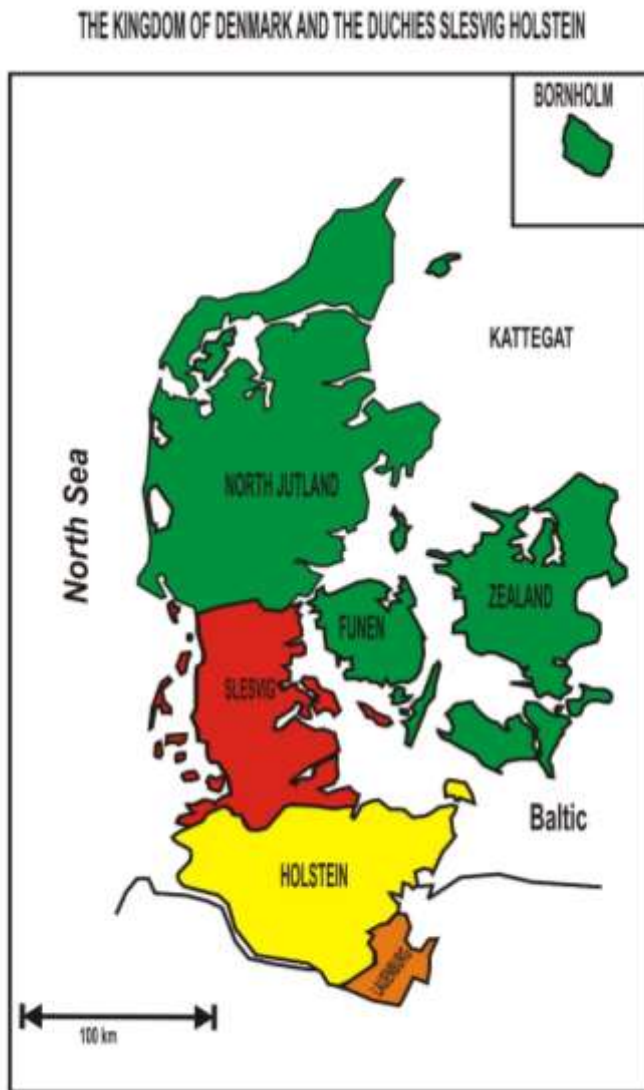 THE KINGDOM OF DENMARK AND THE DUCHIES SLESVIG HOLSTEIN
BORNHOLM
KATTEGAT
North Sea
NORTH JUTLAND
ZEALAND
FUNEN
SLESVIG
Baltic
HOLSTEIN
LAUENBURG
100 km